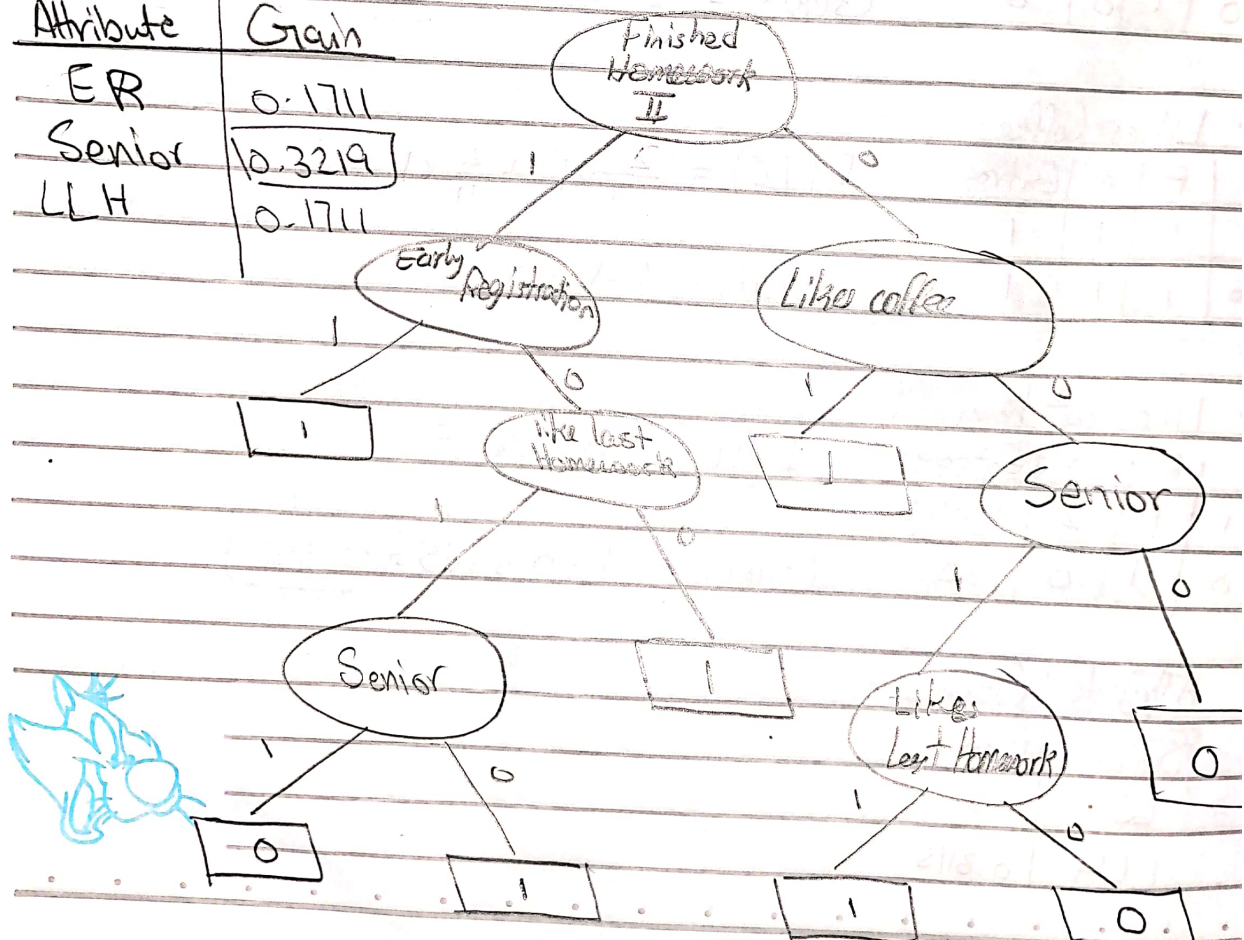 Attribute Gain
ER 0.1711
Senior 0.3219
LLH 0.1711
Finished
Homework
II
1 0
Early
Registration
Likes coffee
1 0 1 0
1
like last
Homework
1
Senior
1 0 1 0
Senior
1
Likes
Last Homework
0
1 0 1 0
0 1 1 0